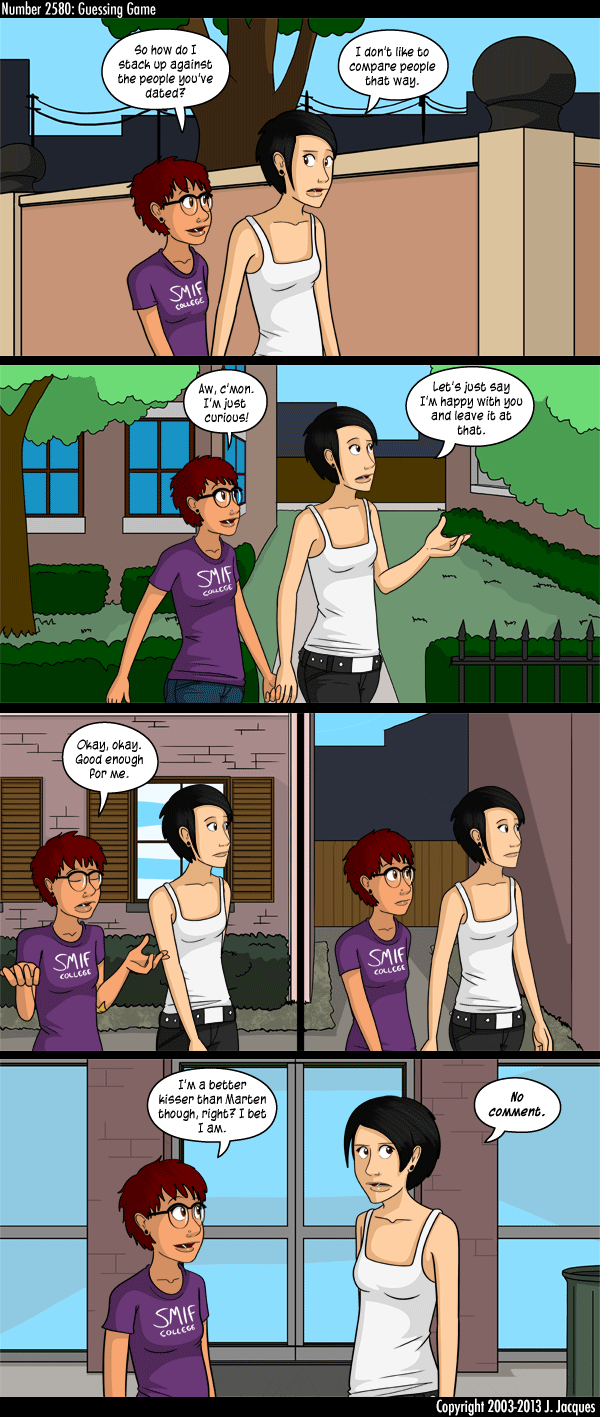 Number 2580: Guessing Game
So how do I
stack up against
the people you've
dated?
I don't like to
compare people
that way.
SMIF
COLLEGE
Aw, c'mon.
I'm just
curious!
Let's just say
I'm happy with you
and leave it at
that.
SMIF
COLLEGE
Okay, okay.
Good enough
for me.
SMIF
COLLEGE
SMIF
COLLEGE
I'm a better
kisser than Marten
though, right? I bet
I am.
No
comment.
SMIF
COLLEGE
Copyright 2003-2013 J. Jacques